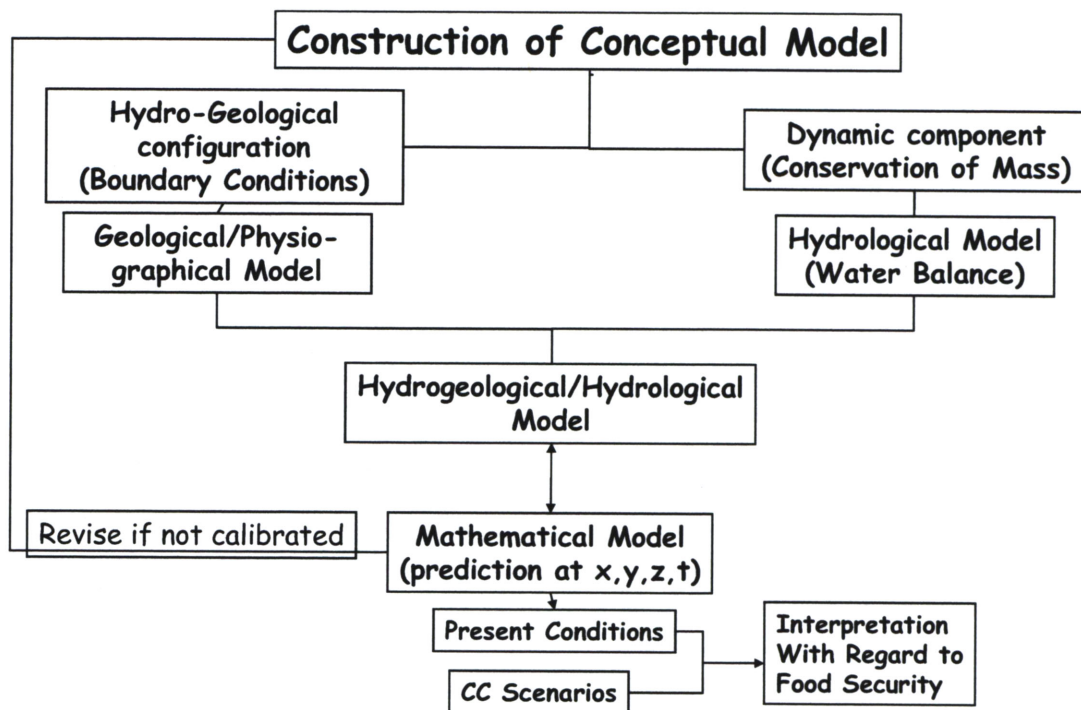 Construction of Conceptual Model
Hydro-Geological
configuration
(Boundary Conditions)
Dynamic component
(Conservation of Mass)
Geological/Physio-
graphical Model
Hydrological Model
(Water Balance)
Hydrogeological/Hydrological
Model
Revise if not calibrated
Mathematical Model
(prediction at x,y,z,t)
Present Conditions
CC Scenarios
Interpretation
With Regard to
Food Security